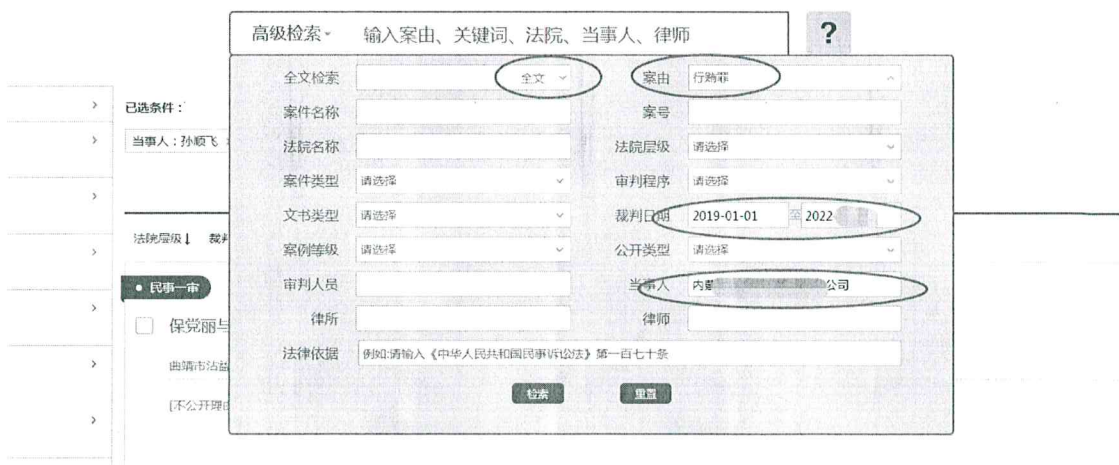 高级检索 输入案由、关键词、法院、当事人、律师 ?
全文检索 全文 案由 行贿罪
案件名称 案号
已选条件:
当事人:孙顺飞
法院名称 法院层级 请选择
案件类型 请选择 审判程序 请选择
文书类型 请选择 裁判日期 2019-01-01 至 2022-
法院层级↓ 裁判
案例等级 请选择 公开类型 请选择
• 民事一审
审判人员 当事人 内蒙 公司
保党丽与
律所 律师
法律依据 例如:请输入《中华人民共和国民事诉讼法》第一百七十条
曲靖市沾益
检索 重置
[不公开理由